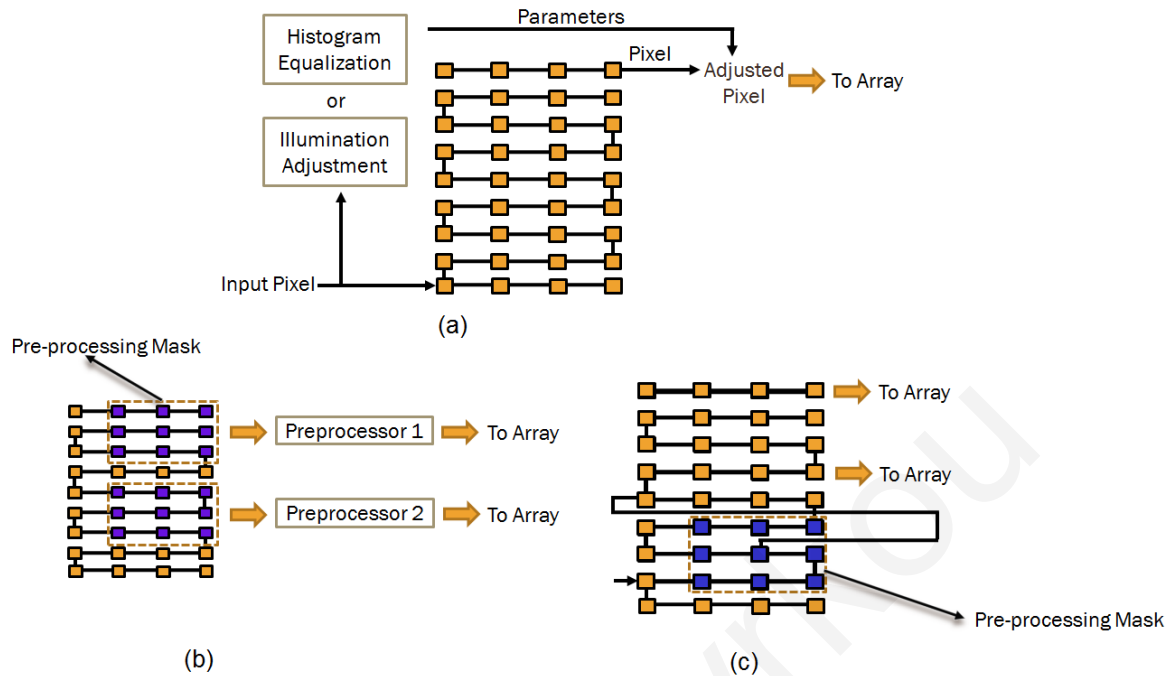 Parameters
Histogram
Equalization
Pixel
Adjusted
Pixel
To Array
or
Illumination
Adjustment
Input Pixel
(a)
Pre-processing Mask
Preprocessor 1
To Array
Preprocessor 2
To Array
(b)
To Array
To Array
Pre-processing Mask
(c)